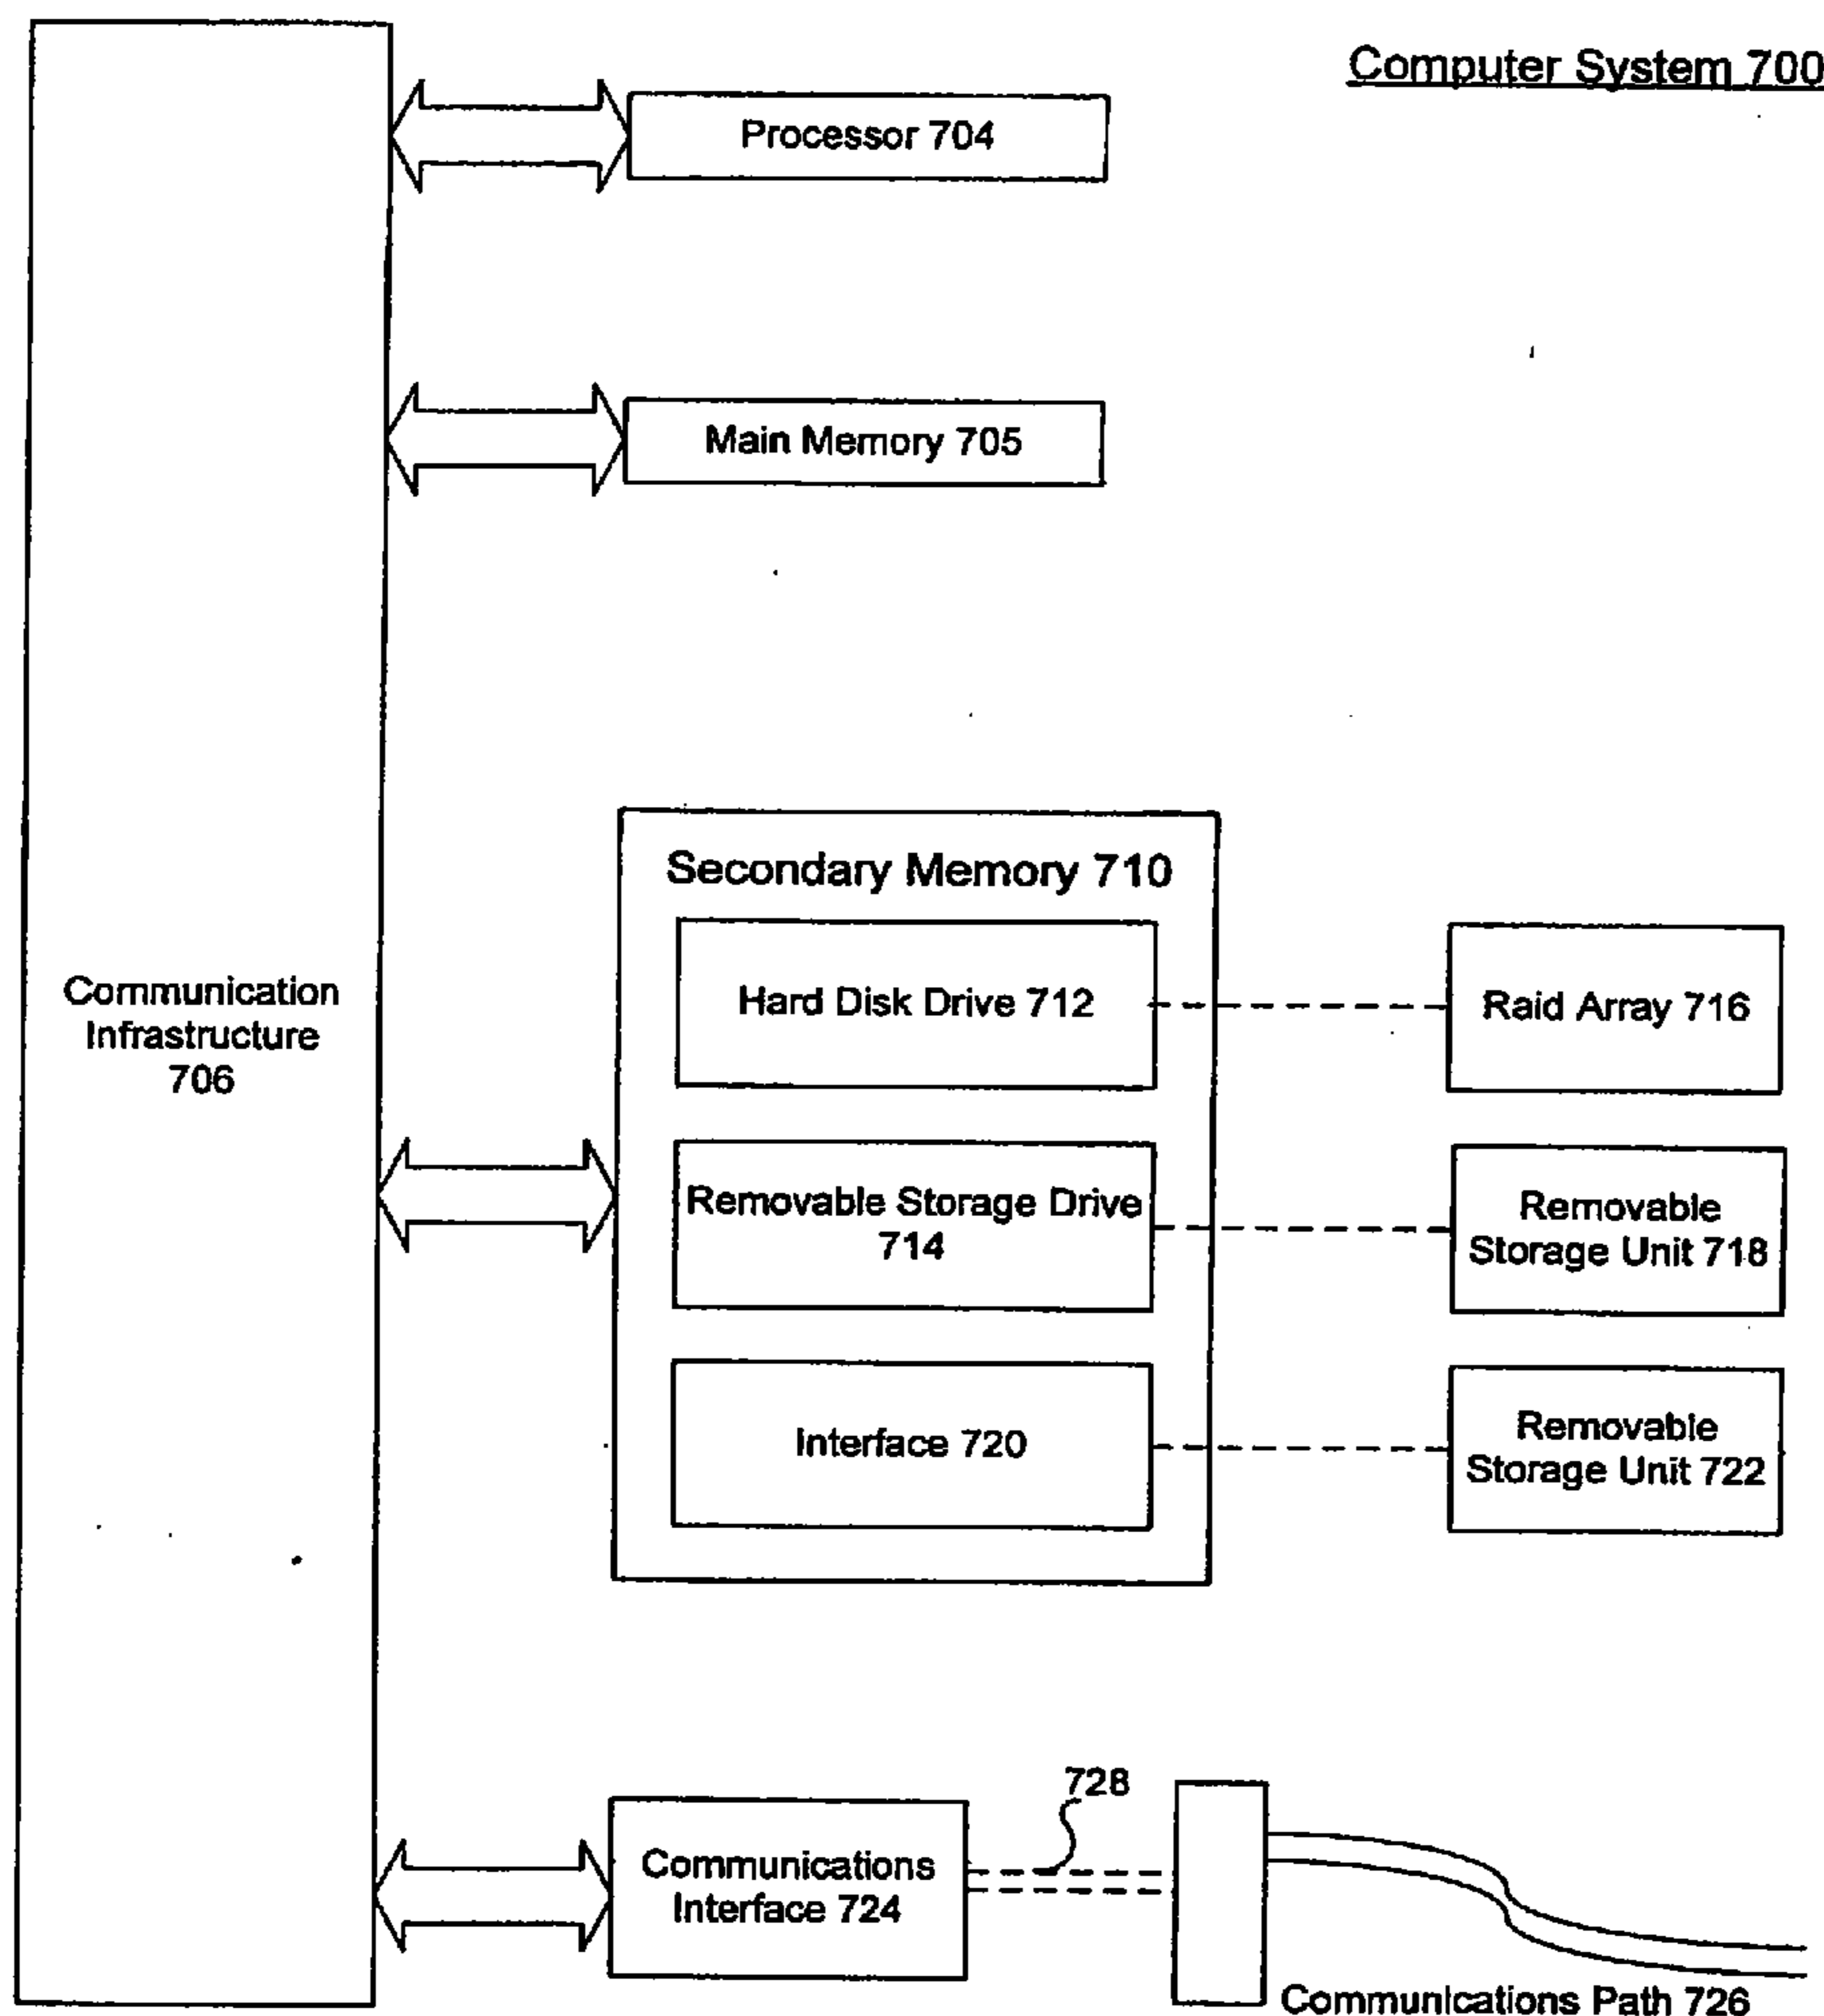 Computer System 700
Processor 704
Main Memory 705
Communication
Infrastructure
706
Secondary Memory 710
Hard Disk Drive 712
Raid Array 716
Removable Storage Drive
714
Removable
Storage Unit 718
Interface 720
Removable
Storage Unit 722
728
Communications
Interface 724
Communications Path 726